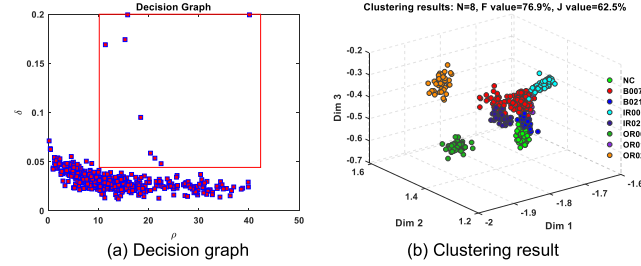 Decision Graph
0.2
0.15
0.1
0.05
0
δ
0
10
20
30
40
50
ρ
(a) Decision graph
Clustering results: N=8, F value=76.9%, J value=62.5%
-0.2
-0.3
-0.4
-0.5
-0.6
-0.7
Dim 3
1.6
1.4
1.2
Dim 2
-2
-1.9
-1.8
-1.7
-1.6
Dim 1
NC
B007
B021
IR00
IR02
OR00
OR0
OR0
(b) Clustering result